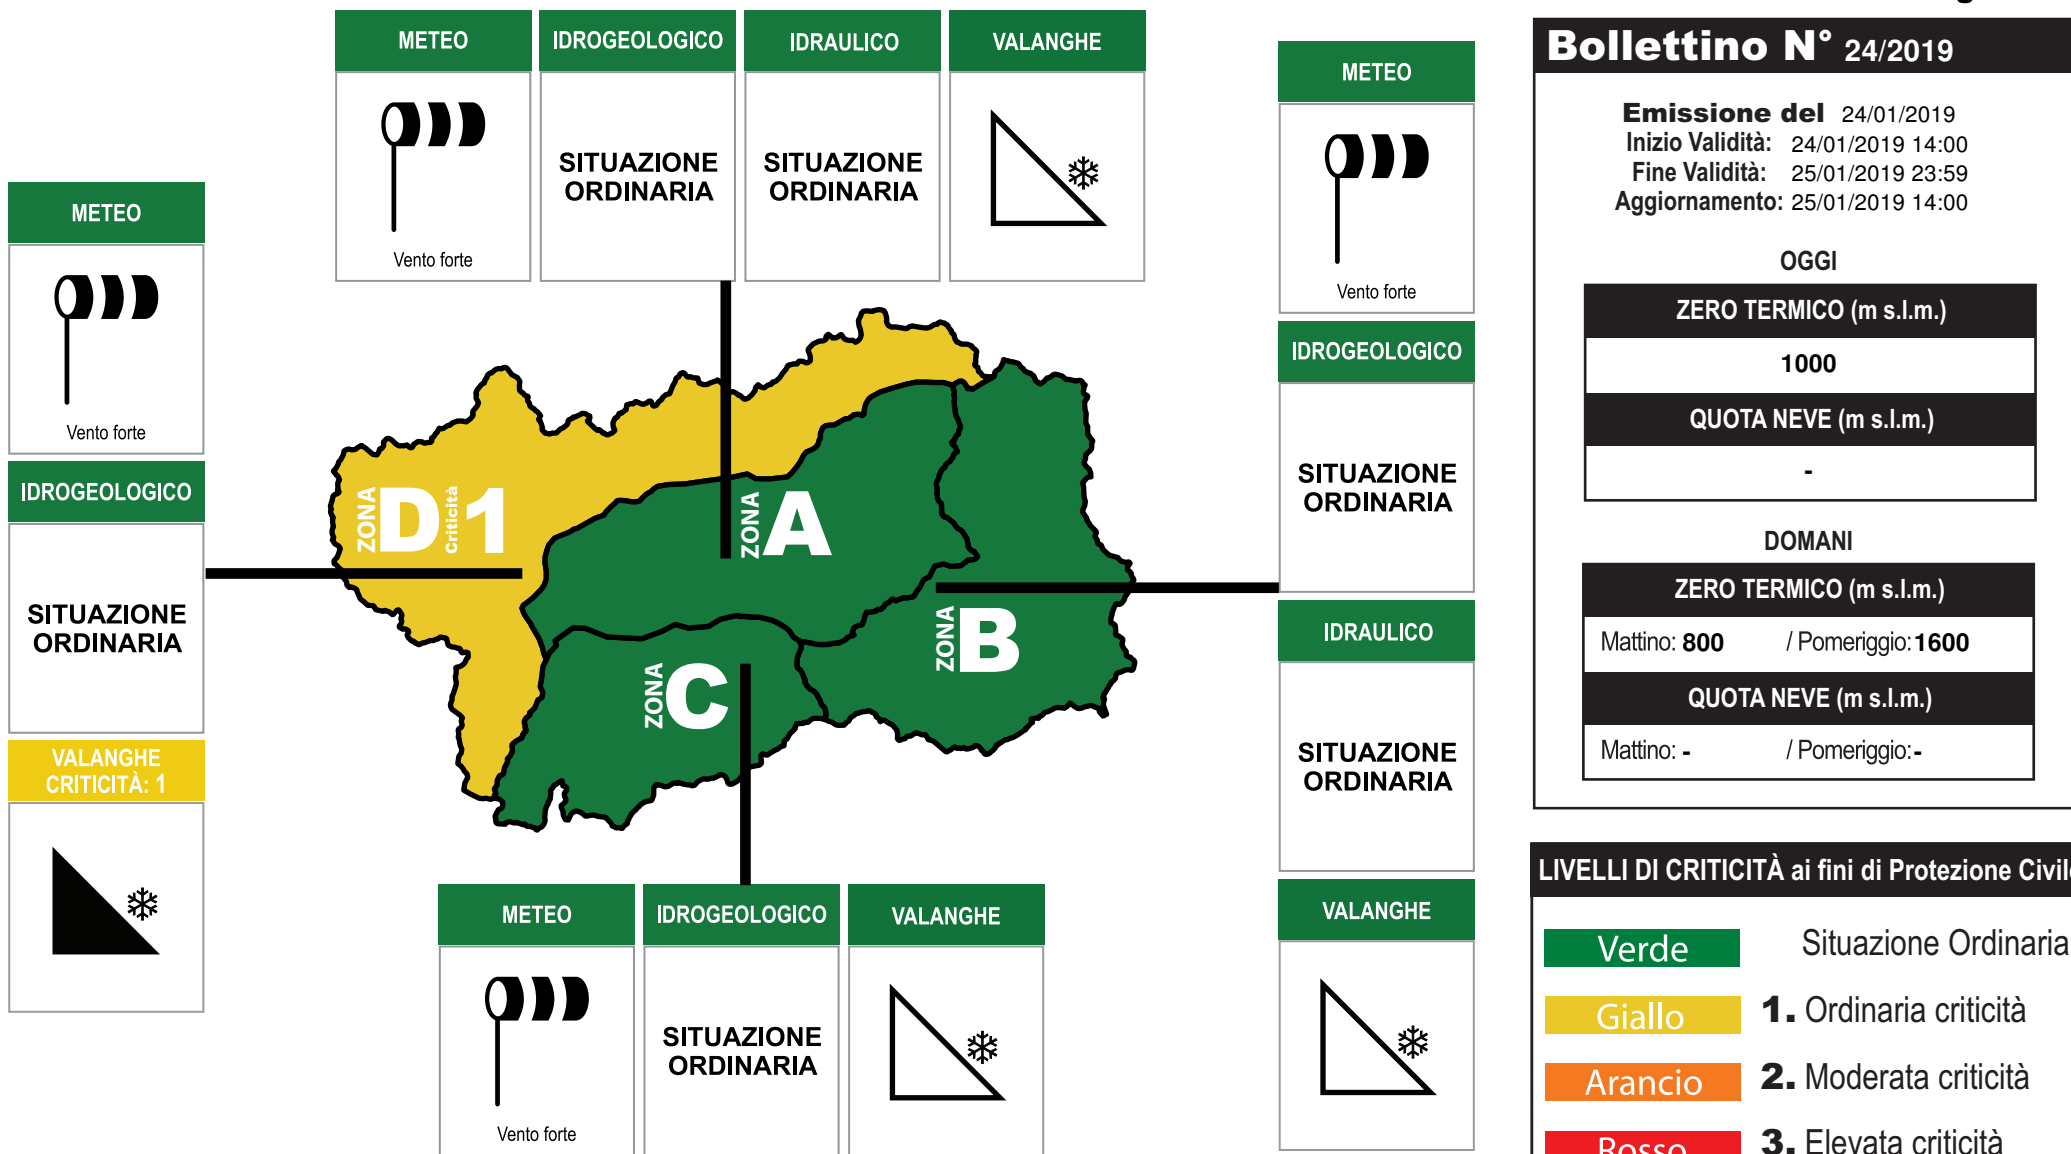 METEO
IDROGEOLOGICO
IDRAULICO
VALANGHE
Vento forte
SITUAZIONE
ORDINARIA
SITUAZIONE
ORDINARIA
METEO
Vento forte
IDROGEOLOGICO
SITUAZIONE
ORDINARIA
VALANGHE
CRITICITÀ: 1
ZONA D Criticità 1
ZONA A
ZONA B
ZONA C
METEO
Vento forte
IDROGEOLOGICO
SITUAZIONE
ORDINARIA
IDRAULICO
SITUAZIONE
ORDINARIA
VALANGHE
METEO
IDROGEOLOGICO
VALANGHE
Vento forte
SITUAZIONE
ORDINARIA
Bollettino N° 24/2019
Emissione del 24/01/2019
Inizio Validità: 24/01/2019 14:00
Fine Validità: 25/01/2019 23:59
Aggiornamento: 25/01/2019 14:00
OGGI
ZERO TERMICO (m s.l.m.)
1000
QUOTA NEVE (m s.l.m.)
-
DOMANI
ZERO TERMICO (m s.l.m.)
Mattino: 800 / Pomeriggio: 1600
QUOTA NEVE (m s.l.m.)
Mattino: - / Pomeriggio: -
LIVELLI DI CRITICITÀ ai fini di Protezione Civile
Verde Situazione Ordinaria
Giallo 1. Ordinaria criticità
Arancio 2. Moderata criticità
Rosso 3. Elevata criticità